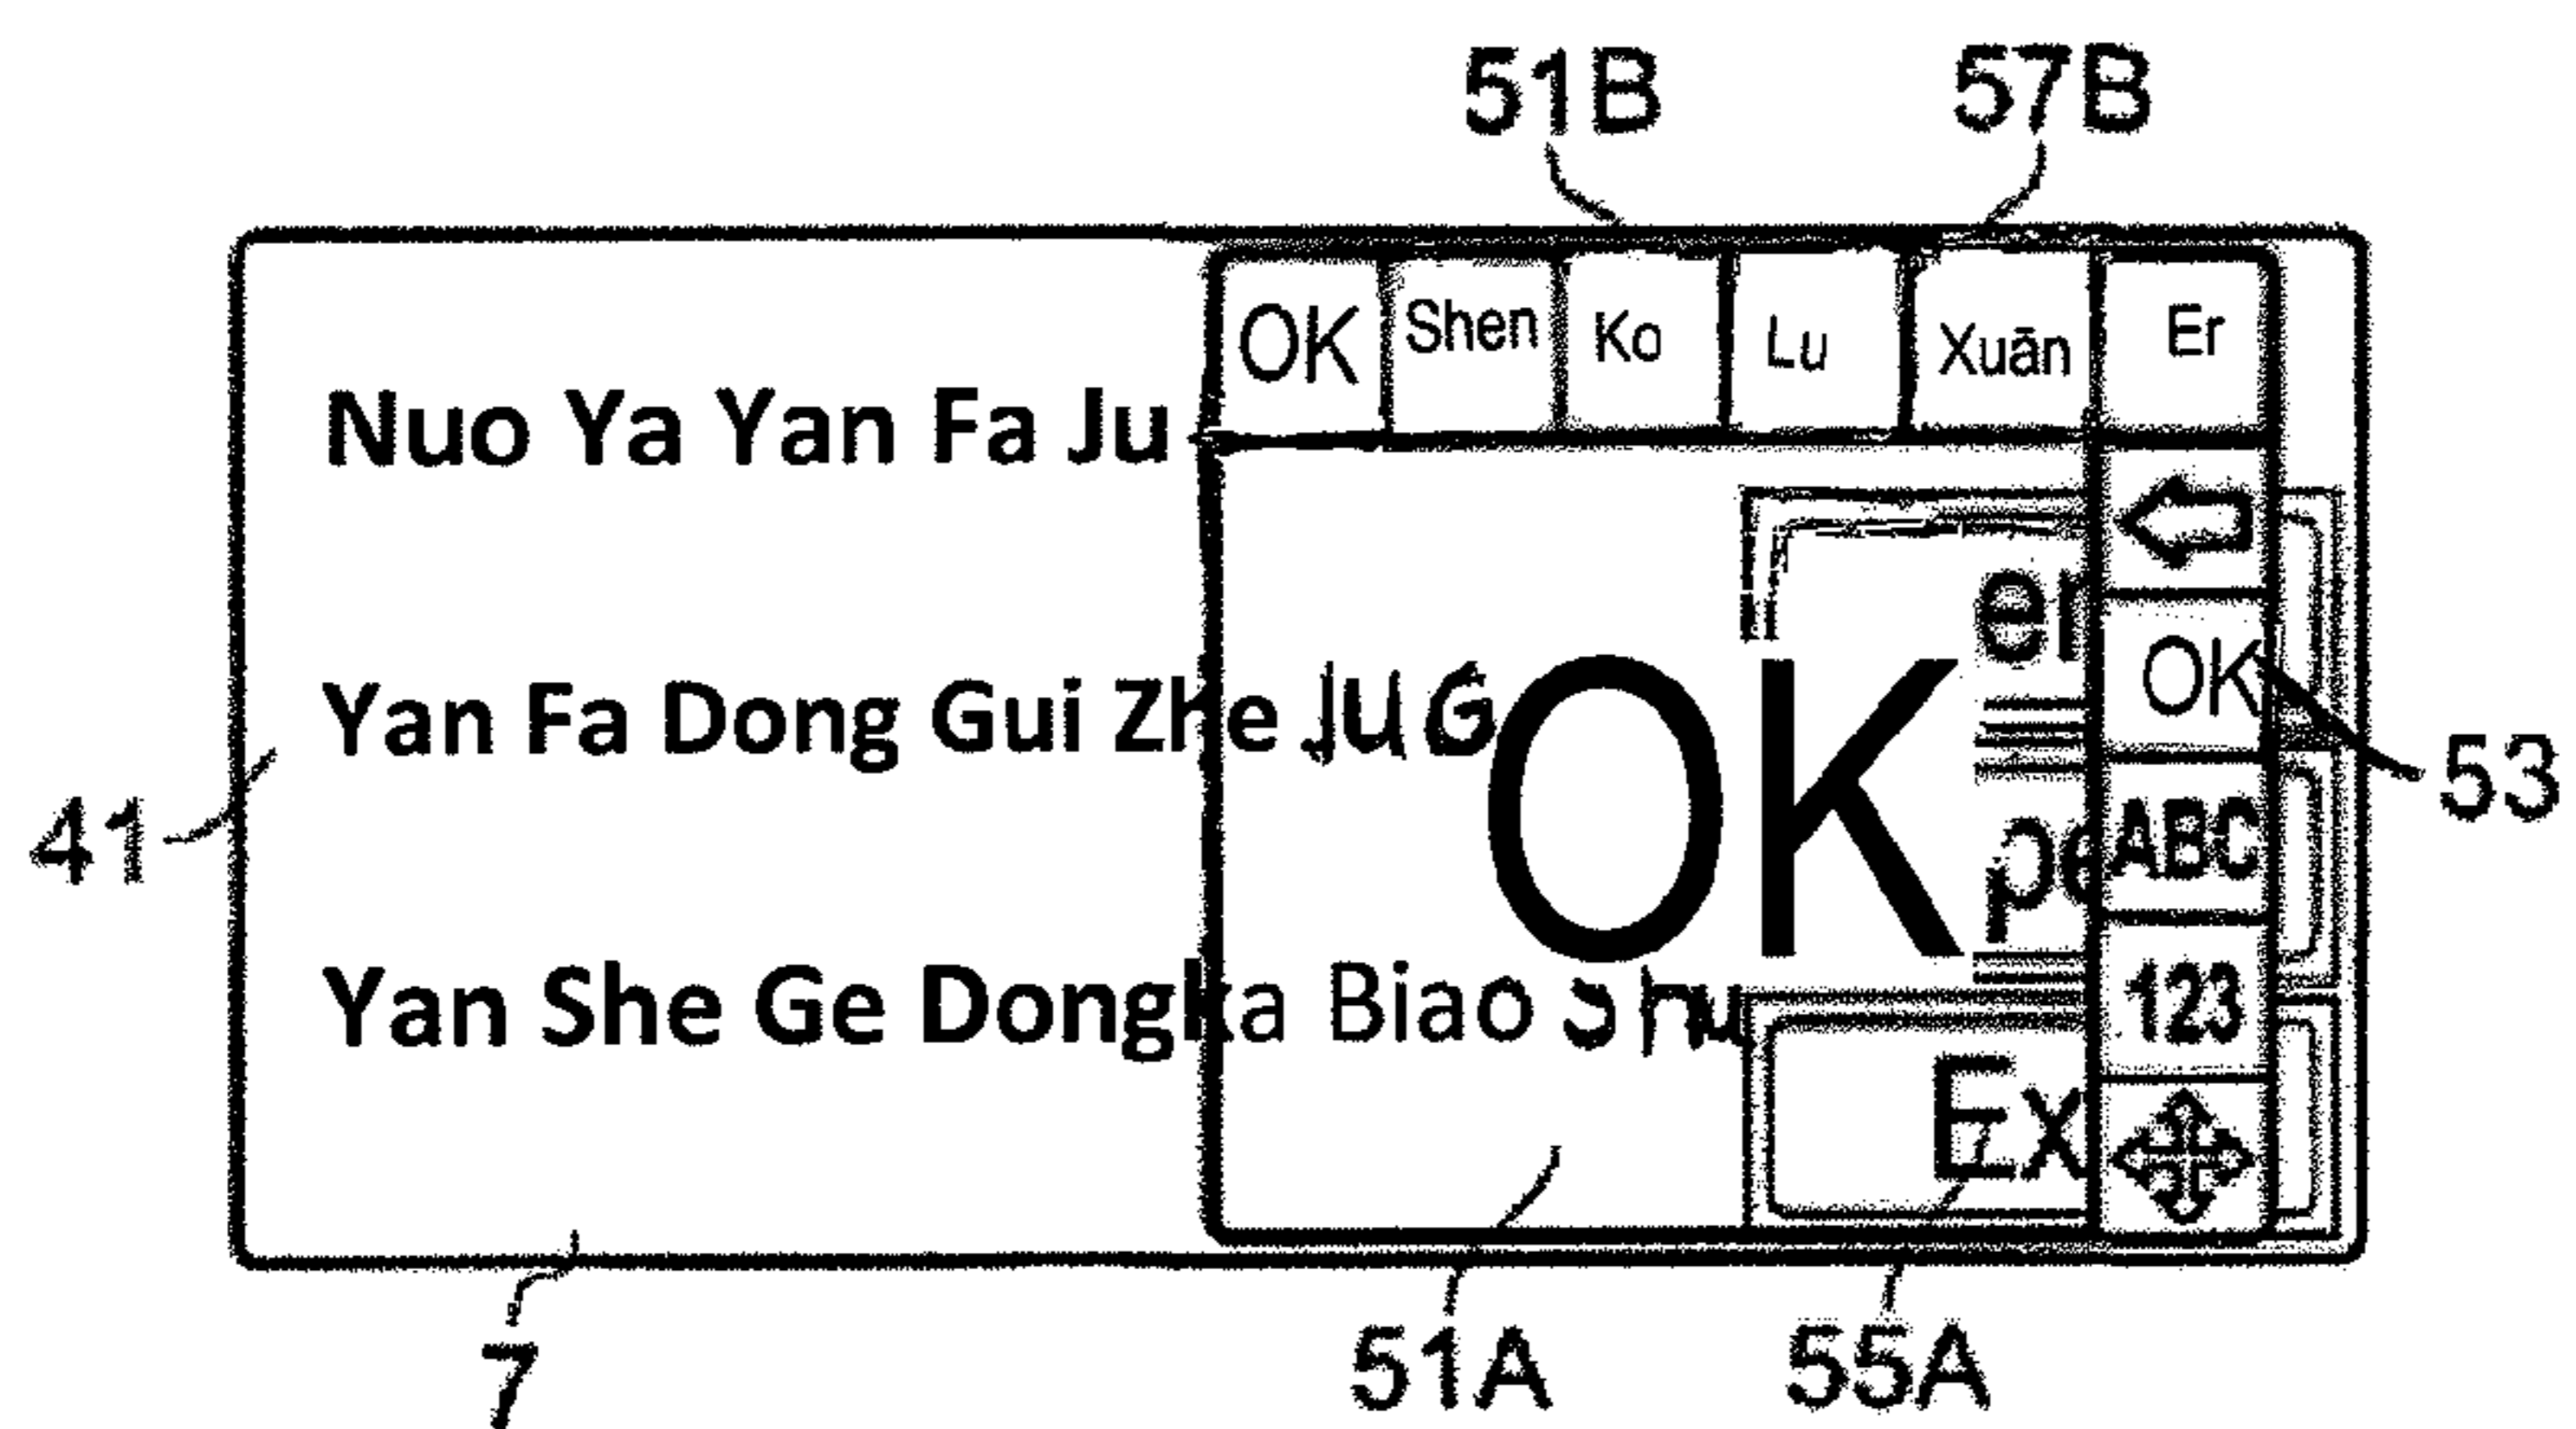 51B 57B
OK Shen Ko Lu Xuān Er
Nuo Ya Yan Fa Ju
er
OK
Yan Fa Dong Gui Zhe JU G
OK
53
41
pe
ABC
123
Yan She Ge Dongka Biao Shu
Ex
7
51A 55A